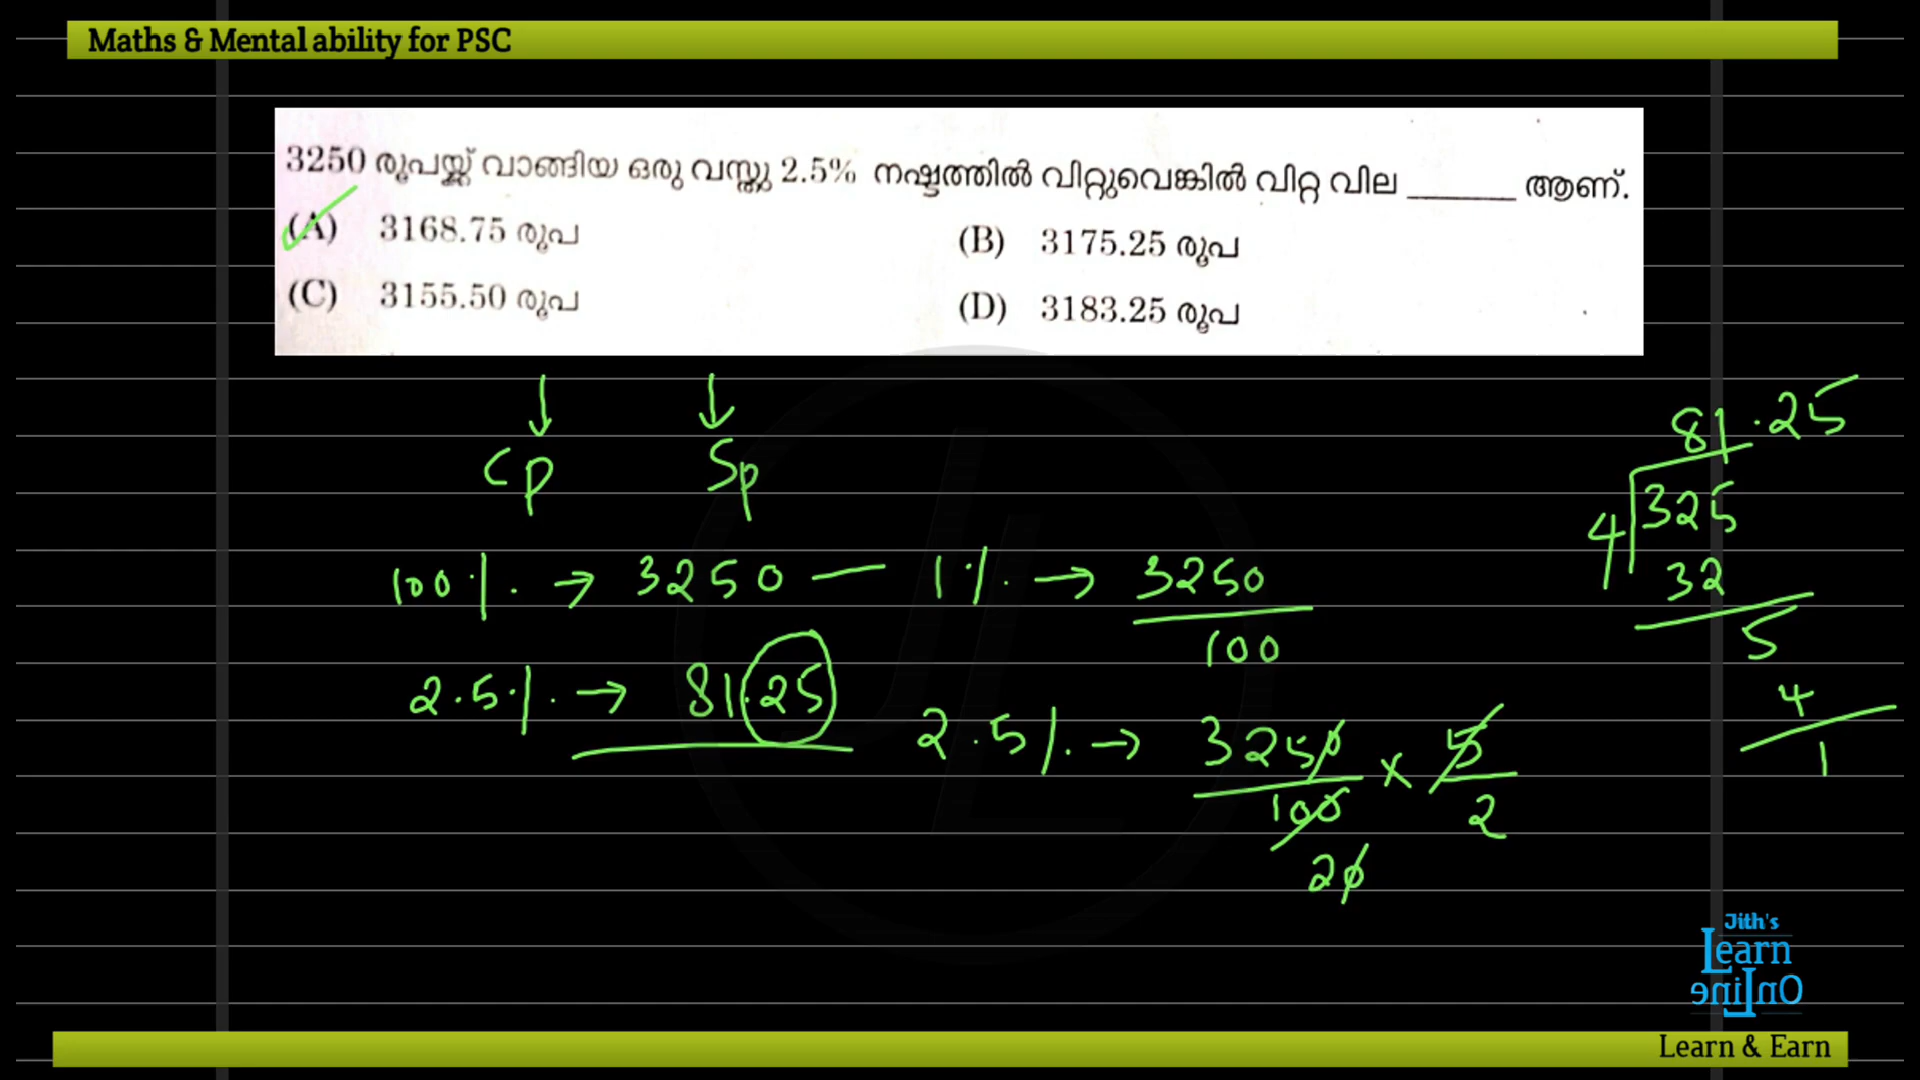 Maths & Mental ability for PSC
3250 രൂപയ്ക്ക് വാങ്ങിയ ഒരു വസ്തു 2.5% നഷ്ടത്തിൽ വിറ്റുവെങ്കിൽ വിറ്റ വില ______ ആണ്.
(A) 3168.75 രൂപ
(B) 3175.25 രൂപ
(C) 3155.50 രൂപ
(D) 3183.25 രൂപ
↓ ↓
CP SP
100% → 3250 — 1% → 3250
100
2.5% → 81.25
2.5% → 3250 × 5
100 2
20
81.25
4 325
32
5
4
1
Jith's
Learn
OnLine
Learn & Earn